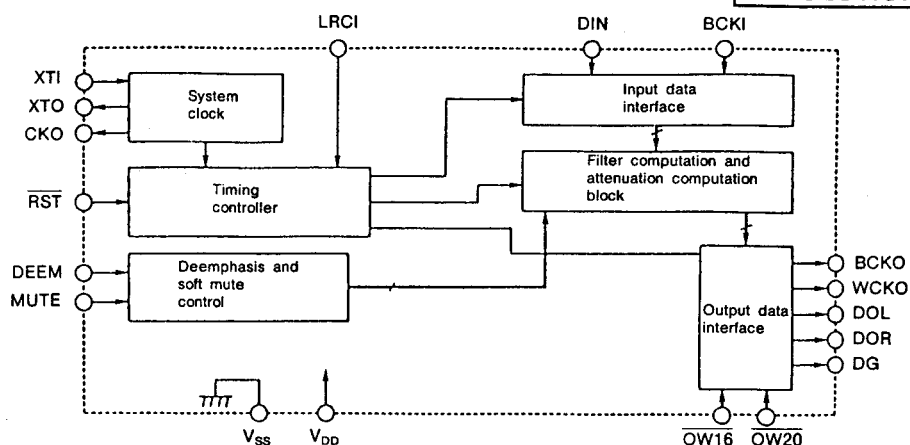 LRCI
DIN
BCKI
XTI
XTO
CKO
System
clock
Input data
interface
Filter computation and
attenuation computation
block
RST
Timing
controller
DEEM
MUTE
Deemphasis and
soft mute
control
Output data
interface
BCKO
WCKO
DOL
DOR
DG
VSS
VDD
OW16
OW20